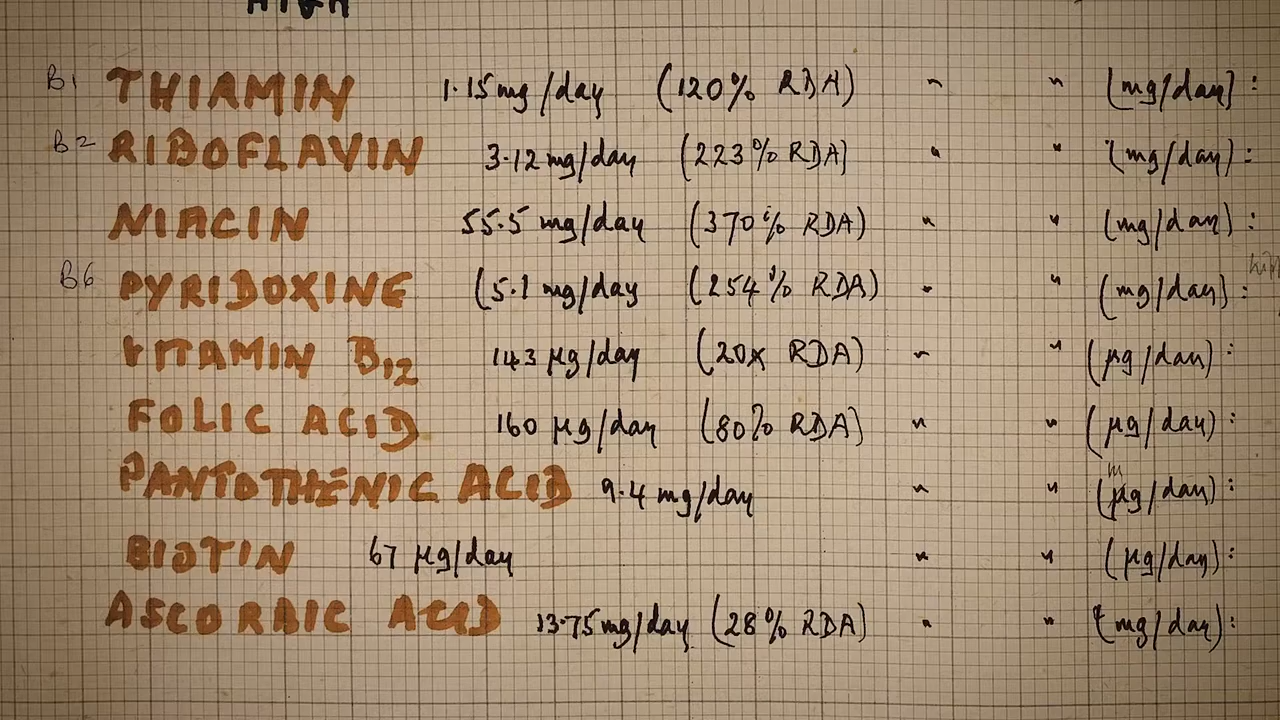 HIGH
B1 THIAMIN 1.15mg/day (120% RDA) " " (mg/day):
B2 RIBOFLAVIN 3.12 mg/day (223% RDA) " " (mg/day):
NIACIN 55.5 mg/day (370% RDA) " " (mg/day):
B6 PYRIDOXINE (5.1 mg/day (254% RDA) " " (mg/day):
VITAMIN B12 143 µg/day (20x RDA) " " (µg/day):
FOLIC ACID 160 µg/day (80% RDA) " " (µg/day):
PANTOTHENIC ACID 9.4 mg/day " " (mg/day):
BIOTIN 67 µg/day " " (µg/day):
ASCORBIC ACID 13.75mg/day (28% RDA) " " (mg/day):